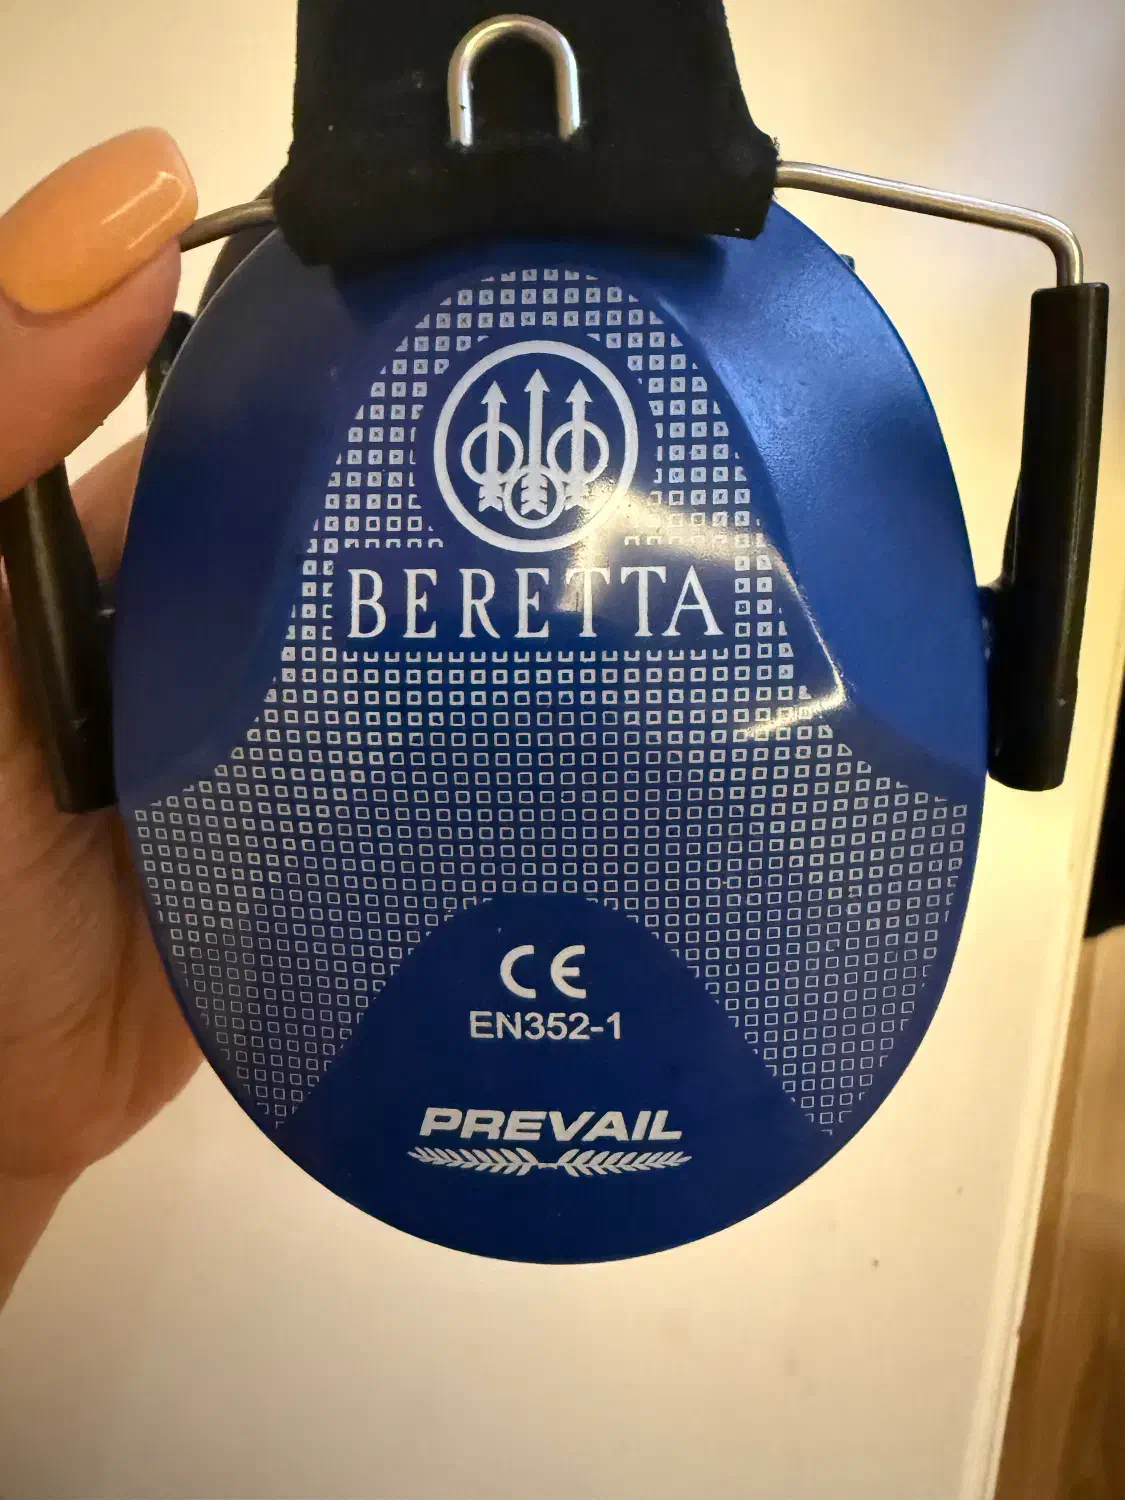 BERETTA
CE
EN352-1
PREVAIL